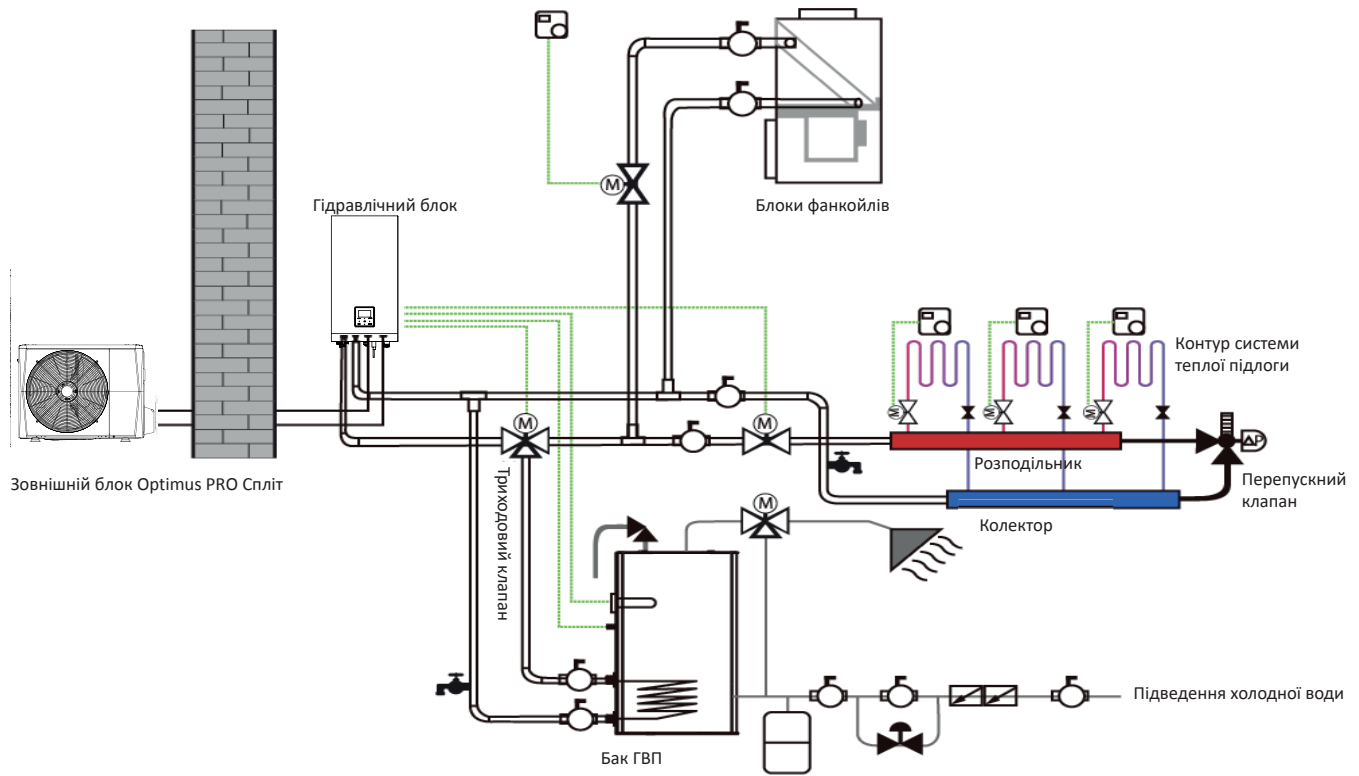 Гідравлічний блок
Блоки фанкойлів
M
Контур системи
теплої підлоги
M
M
M
M
M
Розподільник
ΔP
Перепускний
клапан
Зовнішній блок Optimus PRO Спліт
Триходовий клапан
M
Колектор
Підведення холодної води
Бак ГВП